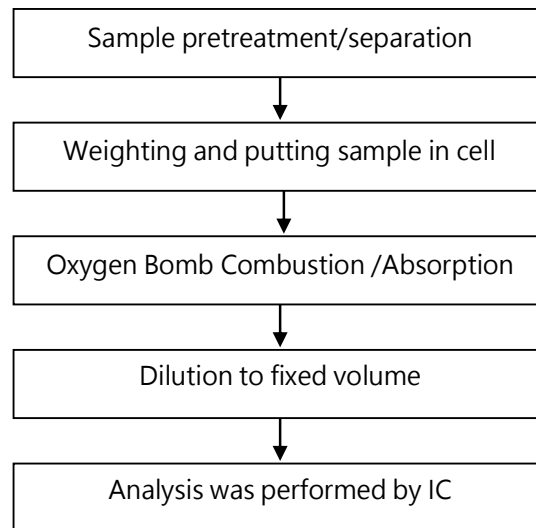 Sample pretreatment/separation
Weighting and putting sample in cell
Oxygen Bomb Combustion /Absorption
Dilution to fixed volume
Analysis was performed by IC